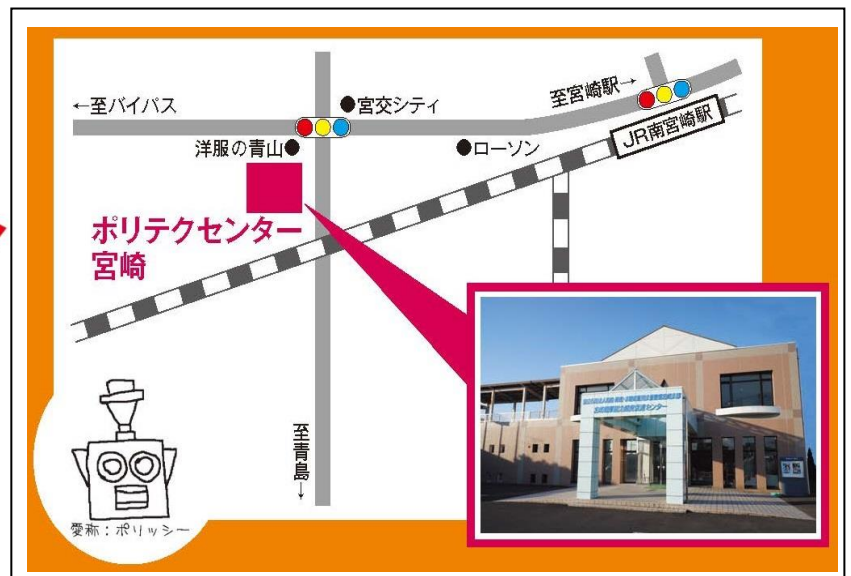 至宮崎駅→
←至バイパス
宮交シティ
JR南宮崎駅
洋服の青山
ローソン
ポリテクセンター
宮崎
至青島→
愛称：ポリッシー